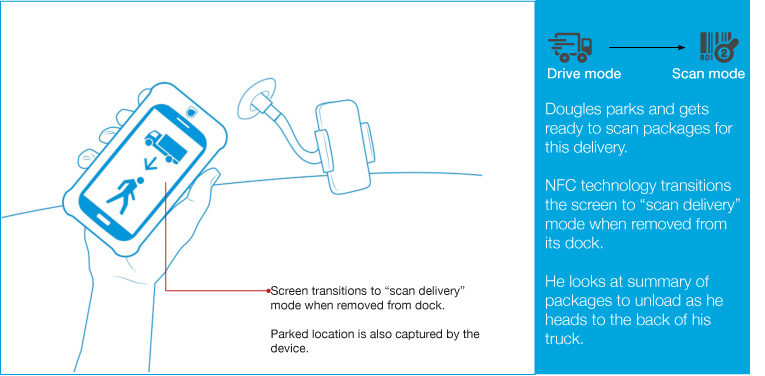 Screen transitions to “scan delivery”
mode when removed from dock.
Parked location is also captured by the
device.
Drive mode
Scan mode
801
2
Dougles parks and gets
ready to scan packages for
this delivery.
NFC technology transitions
the screen to “scan delivery”
mode when removed from
its dock.
He looks at summary of
packages to unload as he
heads to the back of his
truck.